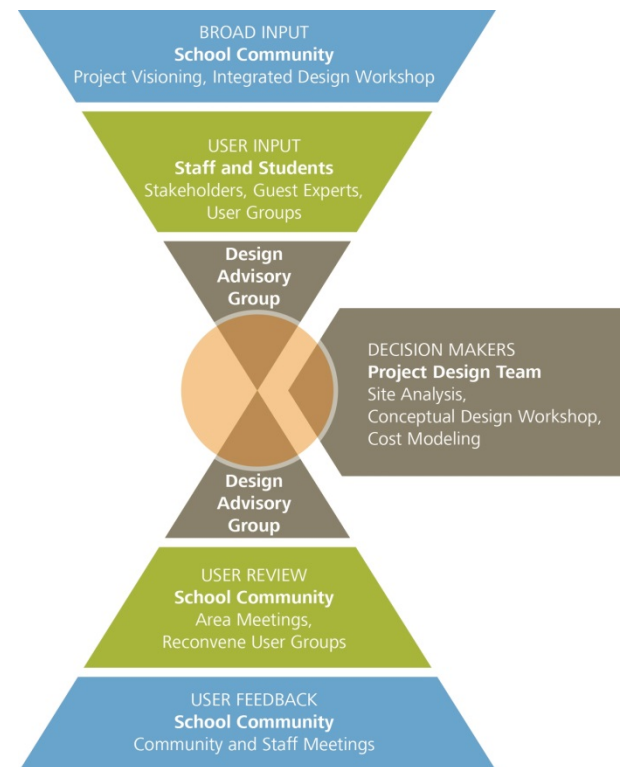 BROAD INPUT
School Community
Project Visioning, Integrated Design Workshop
USER INPUT
Staff and Students
Stakeholders, Guest Experts,
User Groups
Design
Advisory
Group
DECISION MAKERS
Project Design Team
Site Analysis,
Conceptual Design Workshop,
Cost Modeling
Design
Advisory
Group
USER REVIEW
School Community
Area Meetings,
Reconvene User Groups
USER FEEDBACK
School Community
Community and Staff Meetings